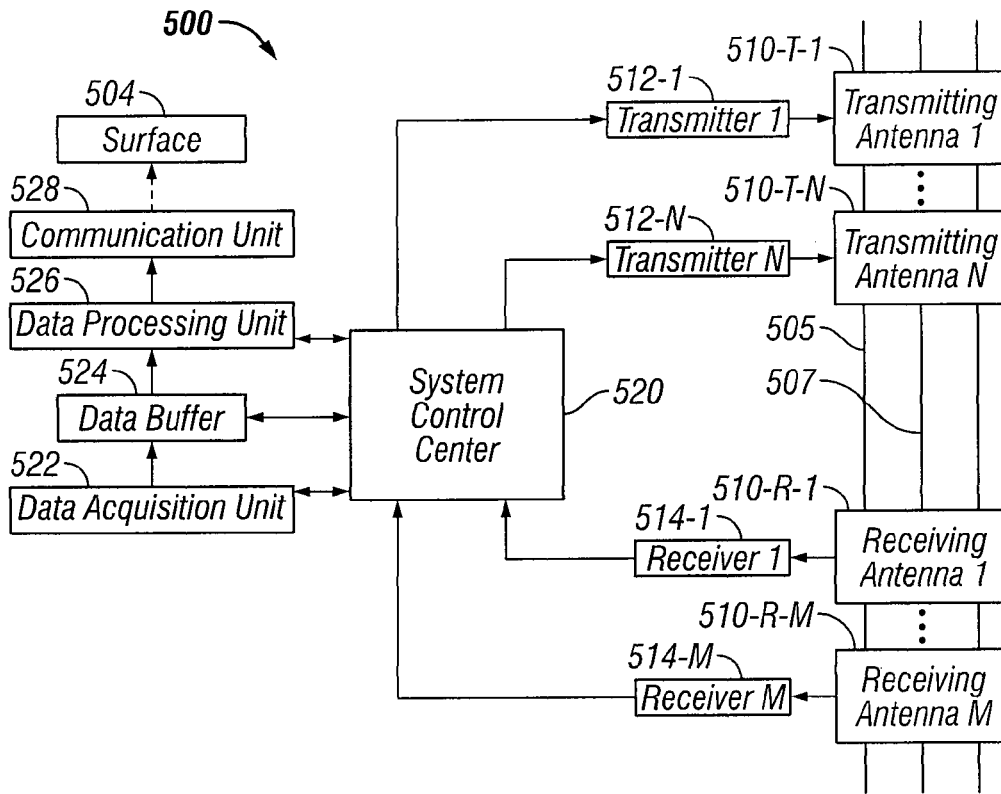 500
504
Surface
528
Communication Unit
526
Data Processing Unit
524
Data Buffer
522
Data Acquisition Unit
System
Control
Center
520
512-1
Transmitter 1
512-N
Transmitter N
510-T-1
Transmitting
Antenna 1
510-T-N
Transmitting
Antenna N
505
507
510-R-1
Receiving
Antenna 1
514-1
Receiver 1
510-R-M
Receiving
Antenna M
514-M
Receiver M